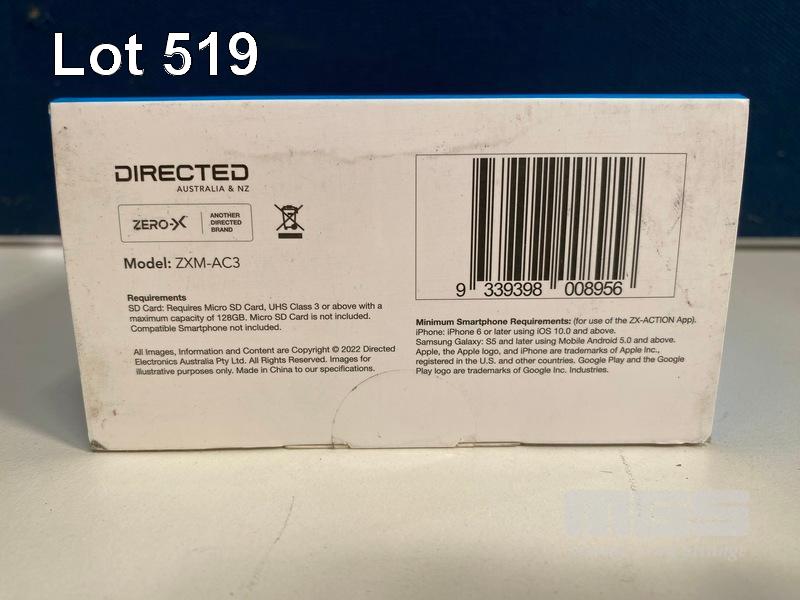 Lot 519
DIRECTED
AUSTRALIA & NZ
ZERO-X
ANOTHER
DIRECTED
BRAND
Model: ZXM-AC3
Requirements
SD Card: Requires Micro SD Card, UHS Class 3 or above with a
maximum capacity of 128GB. Micro SD Card is not included.
Compatible Smartphone not included.
All Images, Information and Content are Copyright © 2022 Directed
Electronics Australia Pty Ltd. All Rights Reserved. Images for
illustrative purposes only. Made in China to our specifications.
9 339398 008956
Minimum Smartphone Requirements: (for use of the ZX-ACTION App).
iPhone: iPhone 6 or later using iOS 10.0 and above.
Samsung Galaxy: S5 and later using Mobile Android 5.0 and above.
Apple, the Apple logo, and iPhone are trademarks of Apple Inc.,
registered in the U.S. and other countries. Google Play and the Google
Play logo are trademarks of Google Inc. Industries.
MGS